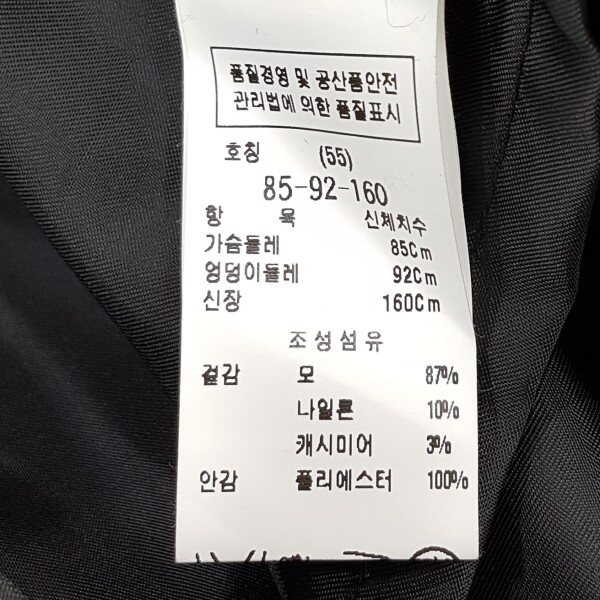 품질경영 및 공산품안전
관리법에 의한 품질표시
호칭 (55)
85-92-160
항 목 신체치수
가슴둘레 85Cm
엉덩이둘레 92Cm
신장 160Cm
조성섬유
겉감 모 87%
나일론 10%
캐시미어 3%
안감 폴리에스터 100%